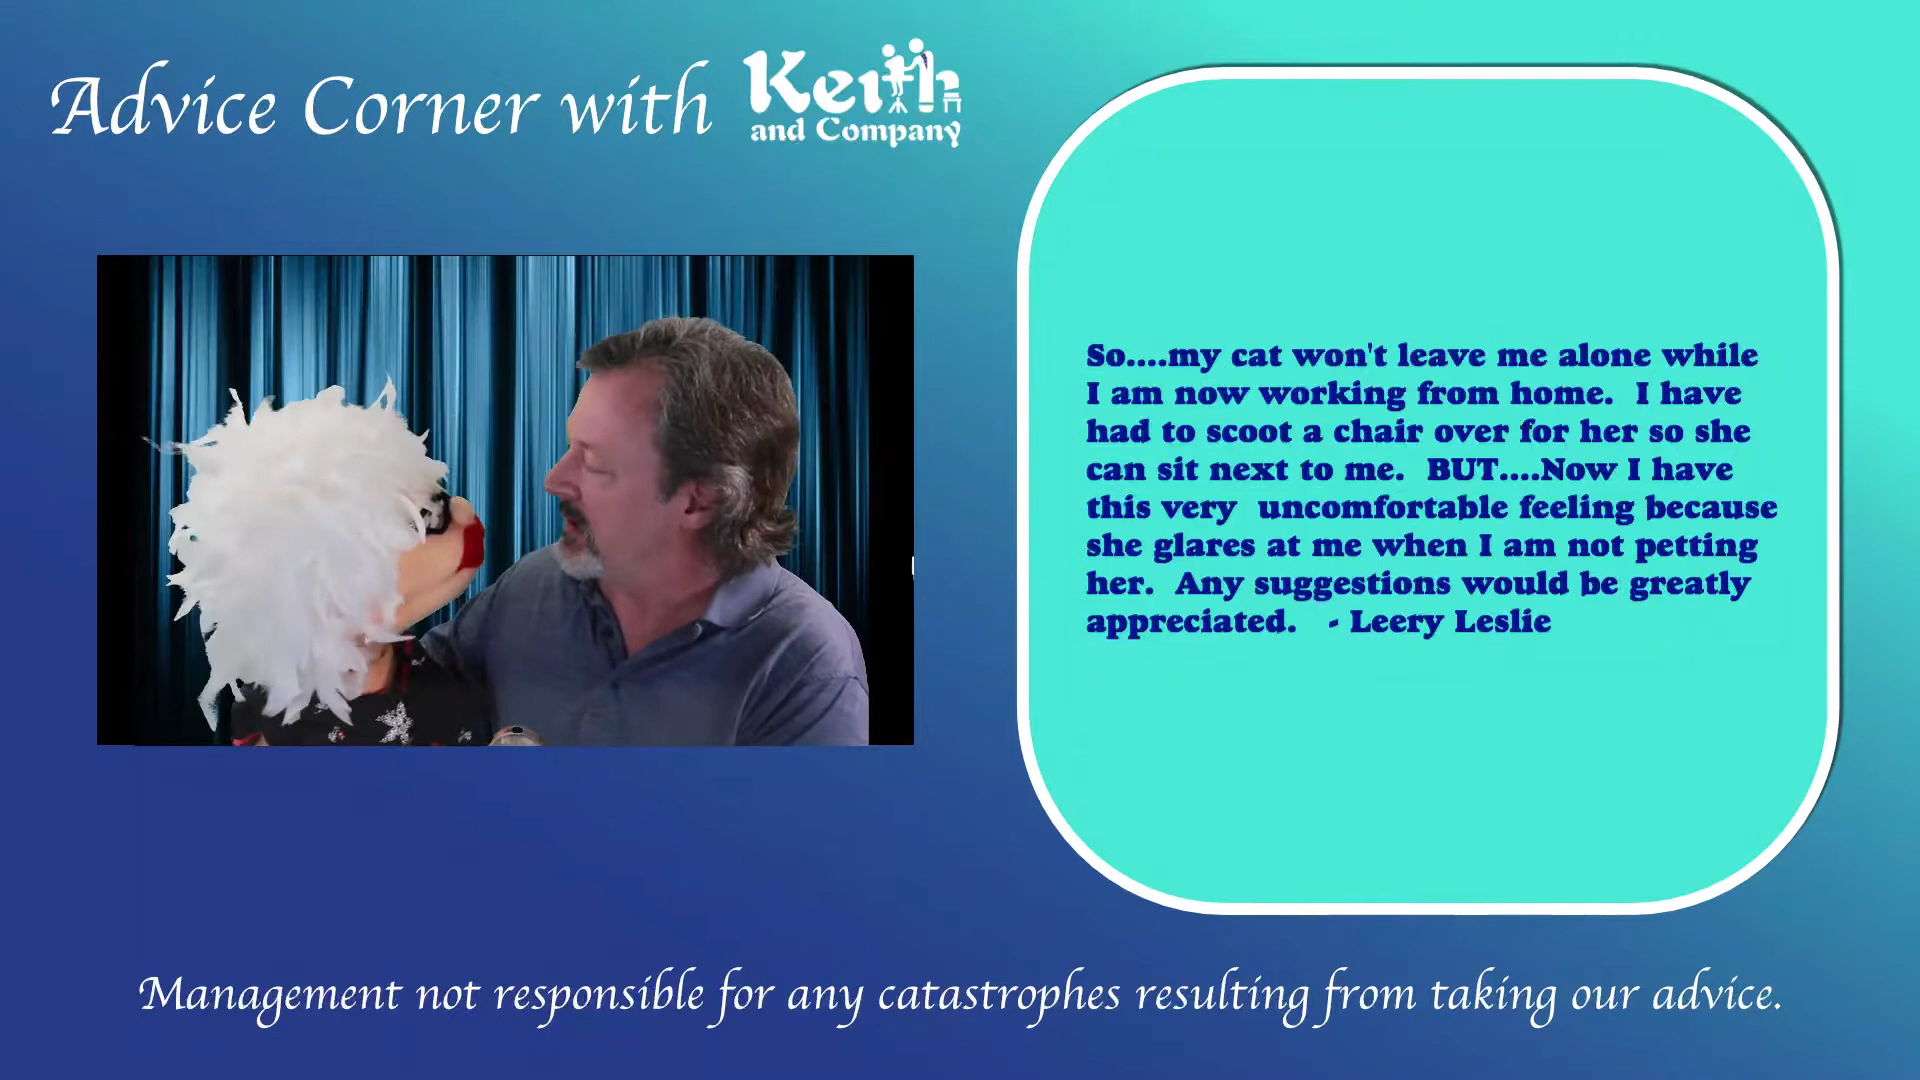 Advice Corner with Keith
and Company
So....my cat won't leave me alone while
I am now working from home.  I have
had to scoot a chair over for her so she
can sit next to me.  BUT....Now I have
this very  uncomfortable feeling because
she glares at me when I am not petting
her.  Any suggestions would be greatly
appreciated.   - Leery Leslie
Management not responsible for any catastrophes resulting from taking our advice.